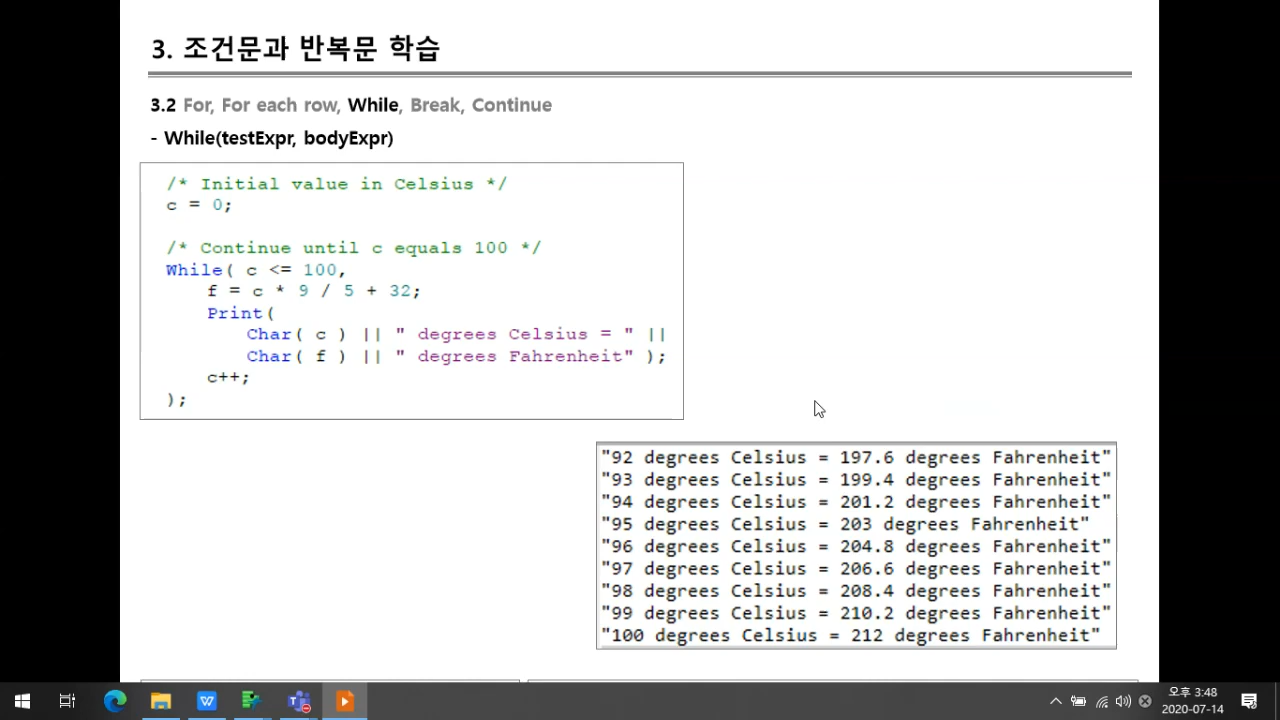 3. 조건문과 반복문 학습
3.2 For, For each row, While, Break, Continue
- While(testExpr, bodyExpr)
/* Initial value in Celsius */
c = 0;
/* Continue until c equals 100 */
While( c <= 100,
f = c * 9 / 5 + 32;
Print(
Char( c ) || " degrees Celsius = " ||
Char( f ) || " degrees Fahrenheit" );
c++;
);
"92 degrees Celsius = 197.6 degrees Fahrenheit"
"93 degrees Celsius = 199.4 degrees Fahrenheit"
"94 degrees Celsius = 201.2 degrees Fahrenheit"
"95 degrees Celsius = 203 degrees Fahrenheit"
"96 degrees Celsius = 204.8 degrees Fahrenheit"
"97 degrees Celsius = 206.6 degrees Fahrenheit"
"98 degrees Celsius = 208.4 degrees Fahrenheit"
"99 degrees Celsius = 210.2 degrees Fahrenheit"
"100 degrees Celsius = 212 degrees Fahrenheit"
오후 3:48
2020-07-14